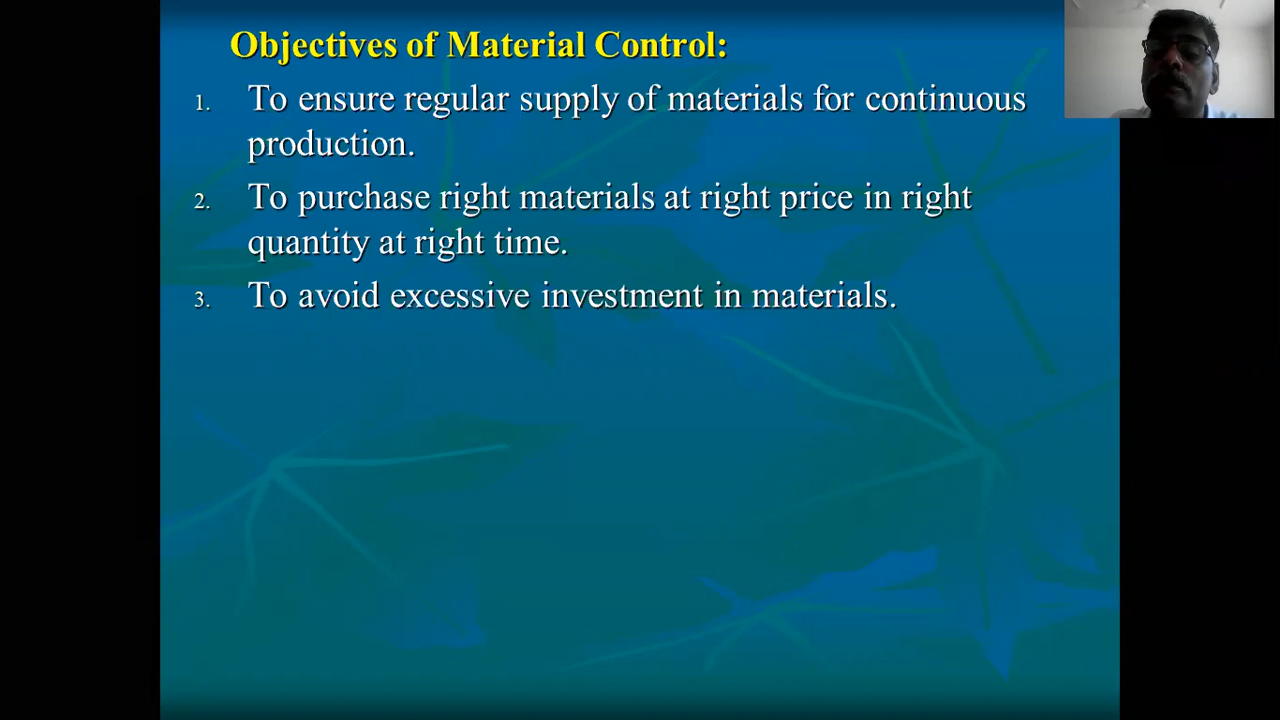 Objectives of Material Control:
1. To ensure regular supply of materials for continuous
production.
2. To purchase right materials at right price in right
quantity at right time.
3. To avoid excessive investment in materials.